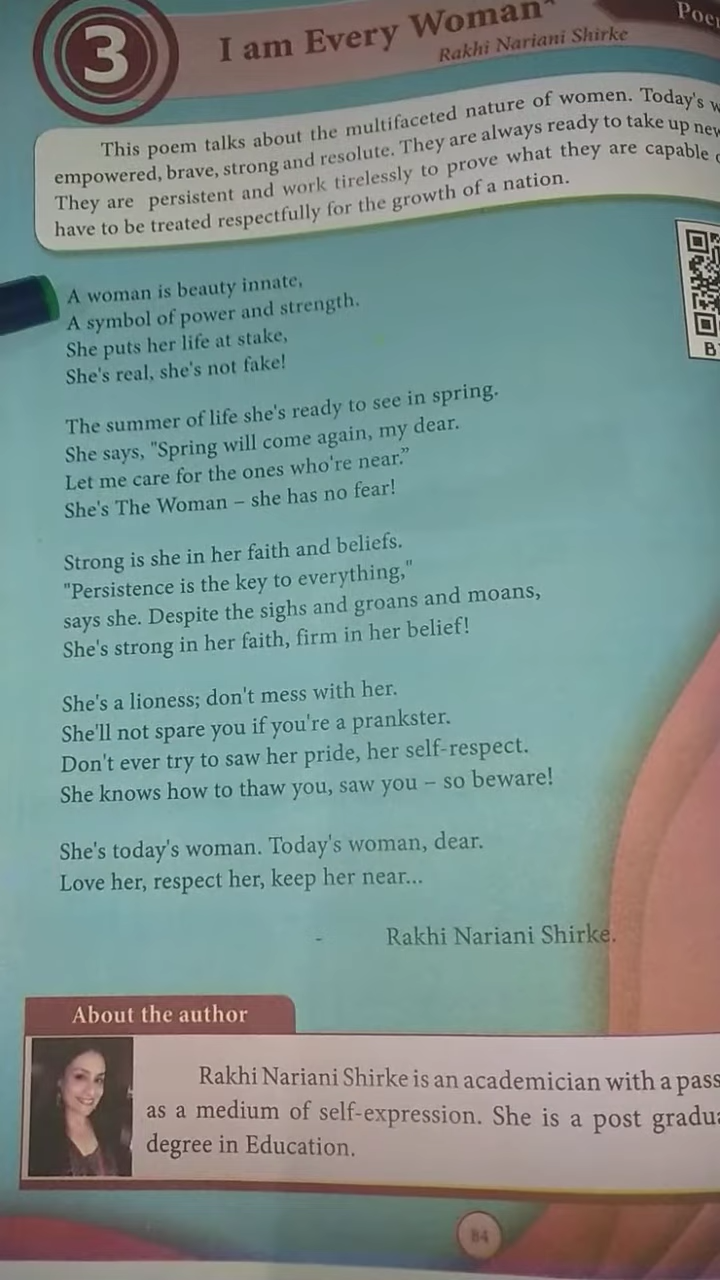 3
I am Every Woman*
Rakhi Nariani Shirke
This poem talks about the multifaceted nature of women. Today's
empowered, brave, strong and resolute. They are always ready to take up new
They are persistent and work tirelessly to prove what they are capable
have to be treated respectfully for the growth of a nation.
A woman is beauty innate,
A symbol of power and strength.
She puts her life at stake,
She's real, she's not fake!
The summer of life she's ready to see in spring.
She says, "Spring will come again, my dear.
Let me care for the ones who're near.”
She's The Woman – she has no fear!
Strong is she in her faith and beliefs.
"Persistence is the key to everything,"
says she. Despite the sighs and groans and moans,
She's strong in her faith, firm in her belief!
She's a lioness; don't mess with her.
She'll not spare you if you're a prankster.
Don't ever try to saw her pride, her self-respect.
She knows how to thaw you, saw you – so beware!
She's today's woman. Today's woman, dear.
Love her, respect her, keep her near...
- Rakhi Nariani Shirke.
About the author
Rakhi Nariani Shirke is an academician with a pass
as a medium of self-expression. She is a post gradu
degree in Education.
84